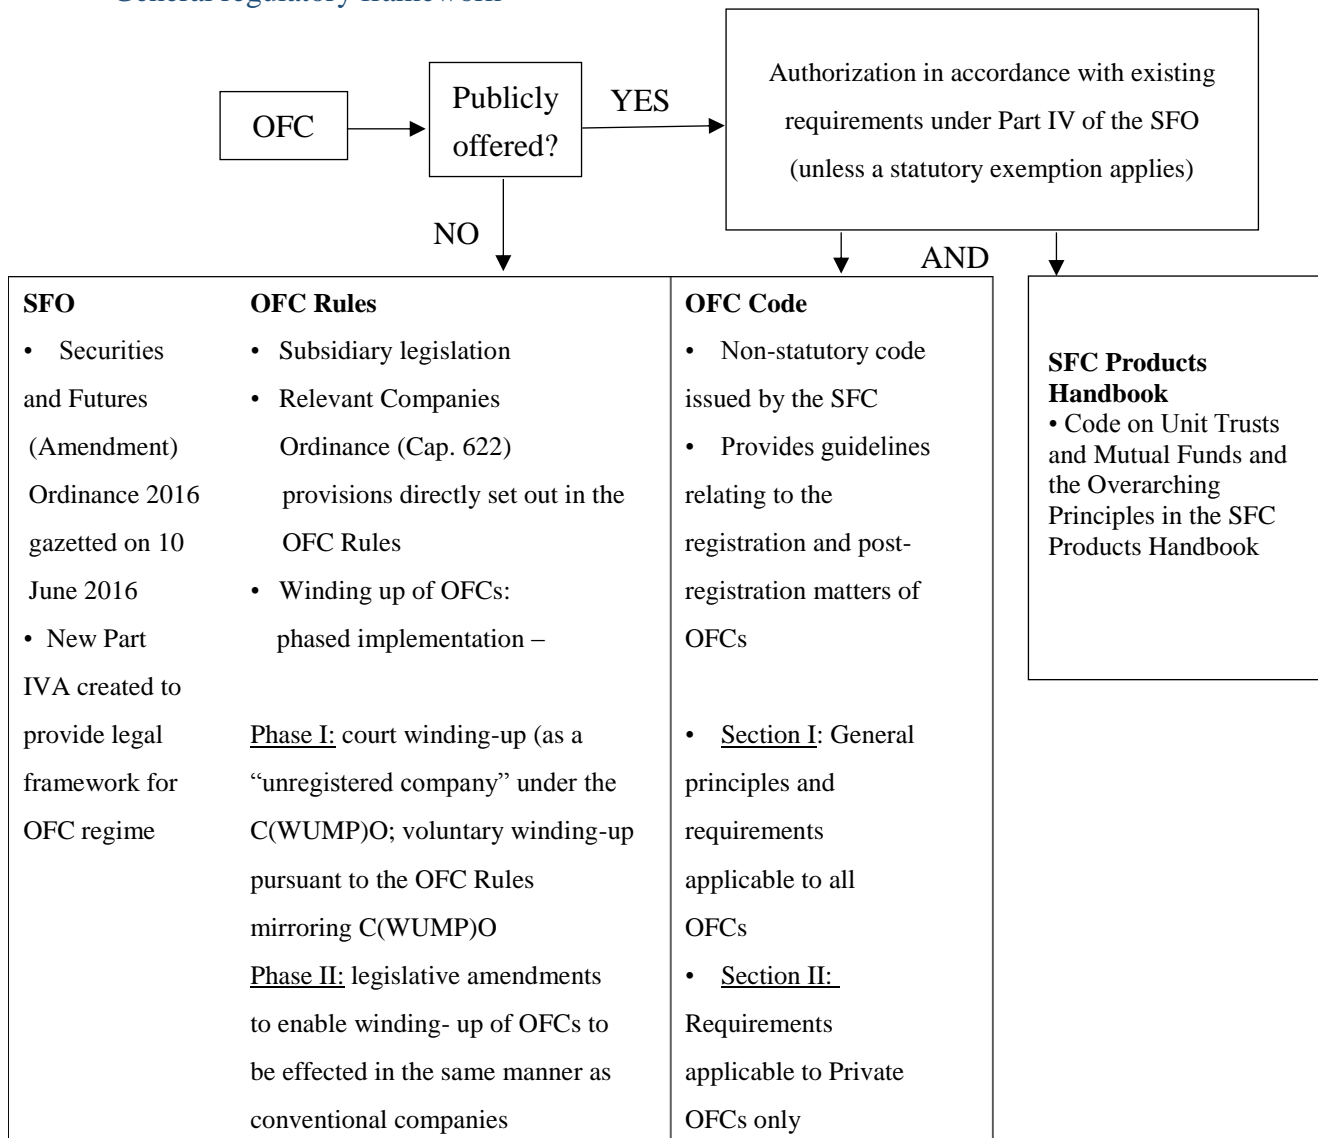 General regulatory framework
OFC
Publicly
offered?
YES
NO
Authorization in accordance with existing
requirements under Part IV of the SFO
(unless a statutory exemption applies)
AND
SFO
• Securities
and Futures
(Amendment)
Ordinance 2016
gazetted on 10
June 2016
• New Part
IVA created to
provide legal
framework for
OFC regime
OFC Rules
• Subsidiary legislation
• Relevant Companies
Ordinance (Cap. 622)
provisions directly set out in the
OFC Rules
• Winding up of OFCs:
phased implementation –
Phase I: court winding-up (as a
“unregistered company” under the
C(WUMP)O; voluntary winding-up
pursuant to the OFC Rules
mirroring C(WUMP)O
Phase II: legislative amendments
to enable winding- up of OFCs to
be effected in the same manner as
conventional companies
OFC Code
• Non-statutory code
issued by the SFC
• Provides guidelines
relating to the
registration and post-
registration matters of
OFCs
• Section I: General
principles and
requirements
applicable to all
OFCs
• Section II:
Requirements
applicable to Private
OFCs only
SFC Products
Handbook
• Code on Unit Trusts
and Mutual Funds and
the Overarching
Principles in the SFC
Products Handbook